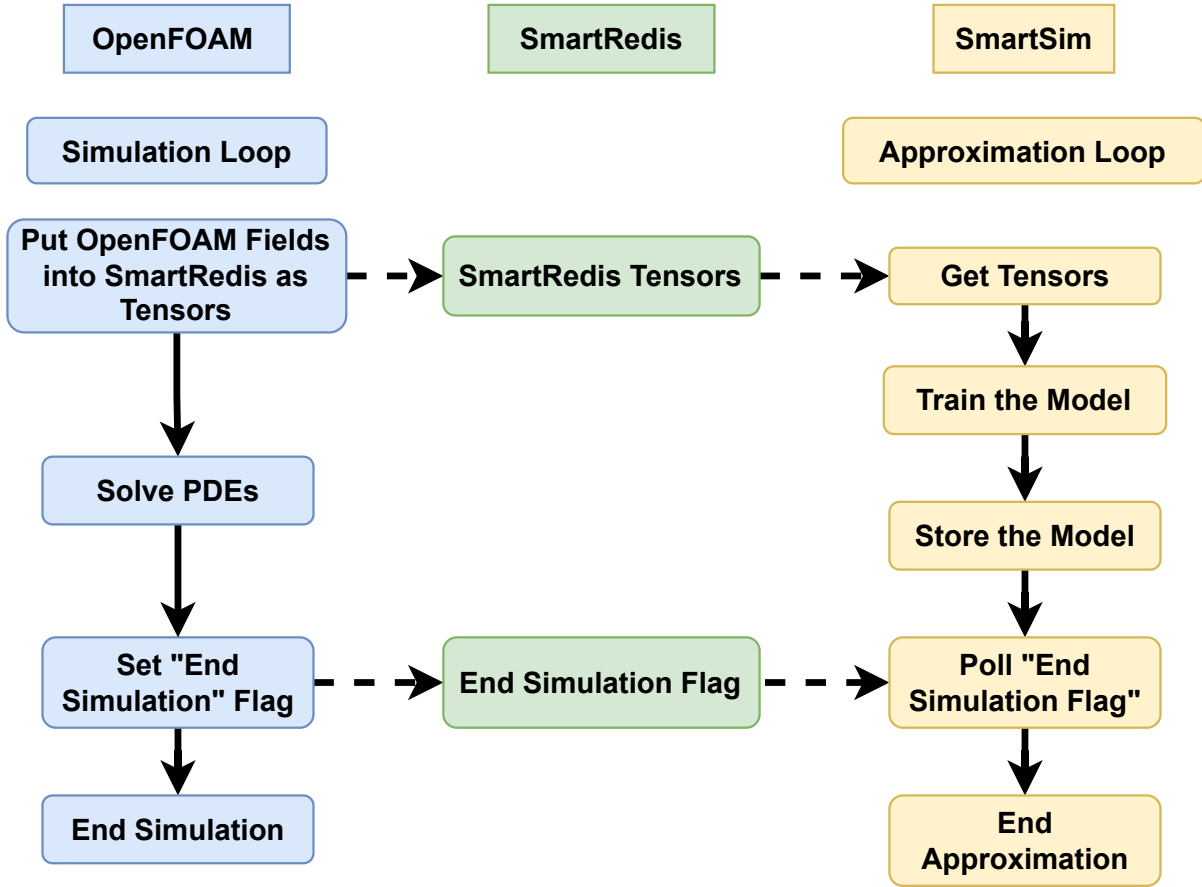 OpenFOAM
SmartRedis
SmartSim
Simulation Loop
Approximation Loop
Put OpenFOAM Fields
into SmartRedis as
Tensors
SmartRedis Tensors
Get Tensors
Train the Model
Solve PDEs
Store the Model
Set "End
Simulation" Flag
End Simulation Flag
Poll "End
Simulation Flag"
End Simulation
End
Approximation